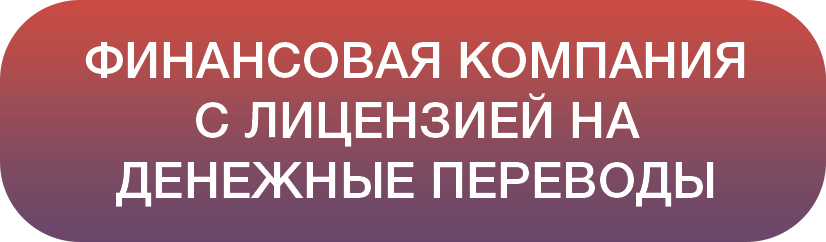 ФИНАНСОВАЯ КОМПАНИЯ
С ЛИЦЕНЗИЕЙ НА
ДЕНЕЖНЫЕ ПЕРЕВОДЫ